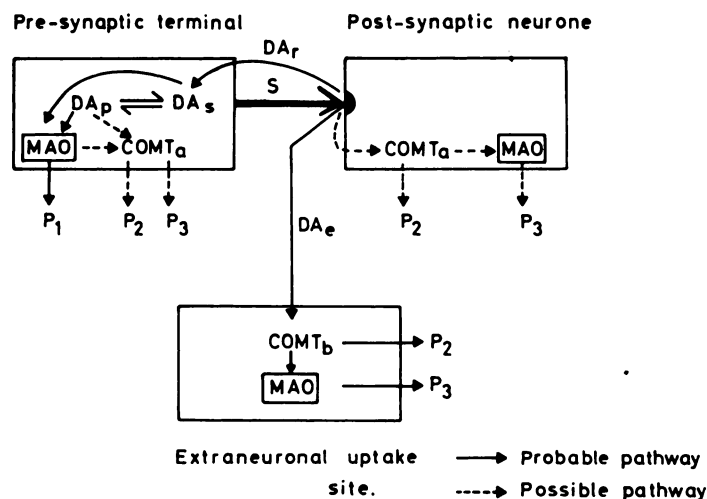 Pre-synaptic terminal Post-synaptic neurone
DAr
S
DAp DAs
MAO COMTa COMTa MAO
P1 P2 P3 P2 P3
DAe
COMTb P2
MAO P3
Extraneuronal uptake Probable pathway
site. Possible pathway